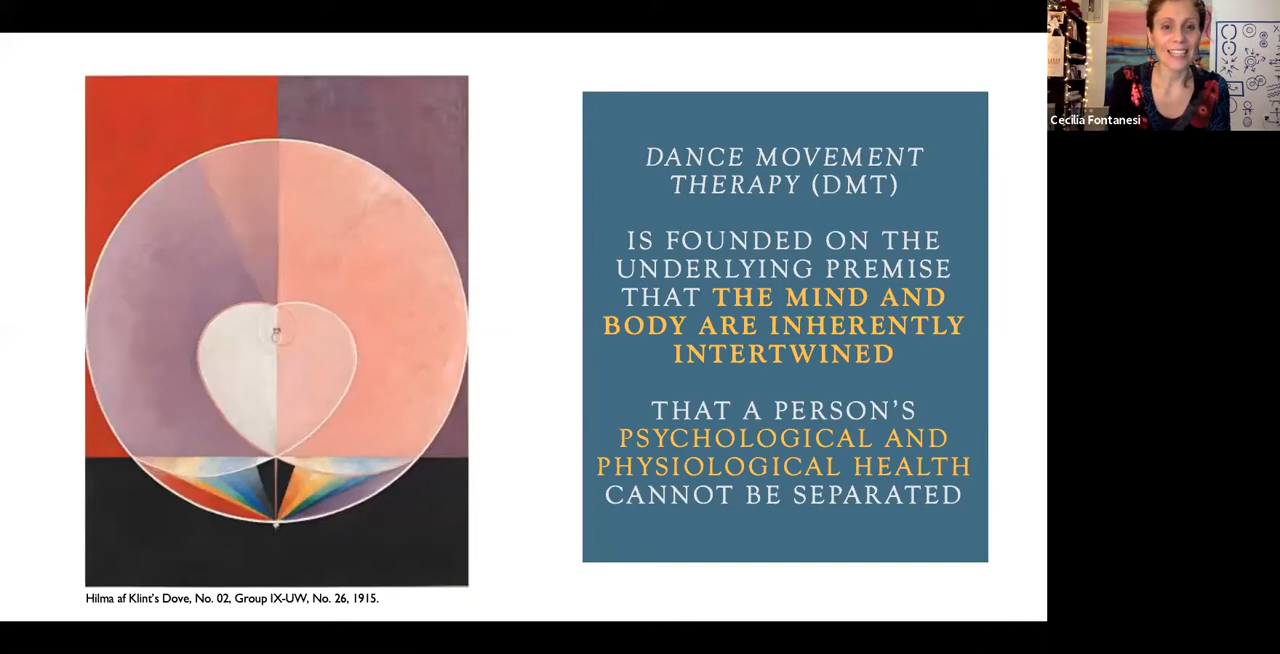 DANCE MOVEMENT
THERAPY (DMT)
IS FOUNDED ON THE
UNDERLYING PREMISE
THAT THE MIND AND
BODY ARE INHERENTLY
INTERTWINED
THAT A PERSON’S
PSYCHOLOGICAL AND
PHYSIOLOGICAL HEALTH
CANNOT BE SEPARATED
Hilma af Klint’s Dove, No. 02, Group IX-UW, No. 26, 1915.
Cecilia Fontanesi